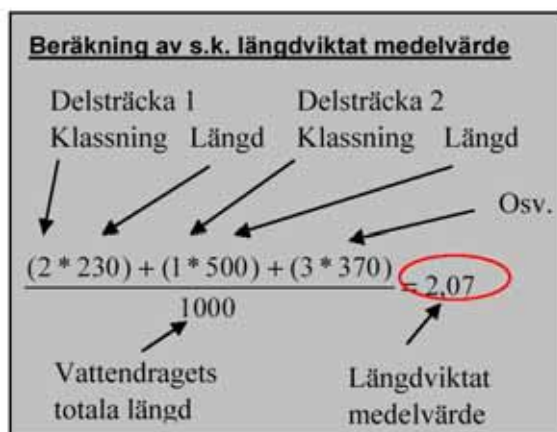 Beräkning av s.k. längdviktat medelvärde
Delsträcka 1 Delsträcka 2
Klassning Längd Klassning Längd
Osv.
(2 * 230) + (1 * 500) + (3 * 370)
= 2,07
1000
Vattendragets Längdviktat
totala längd medelvärde